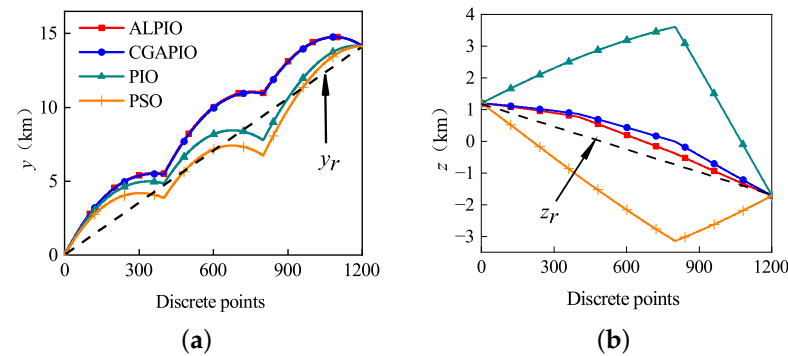 ALPIO
CGAPIO
PIO
PSO
y (km)
15
10
5
0
0 300 600 900 1200
y_r
Discrete points
(a)
z (km)
4
3
2
1
0
−1
−2
−3
0 300 600 900 1200
z_r
Discrete points
(b)